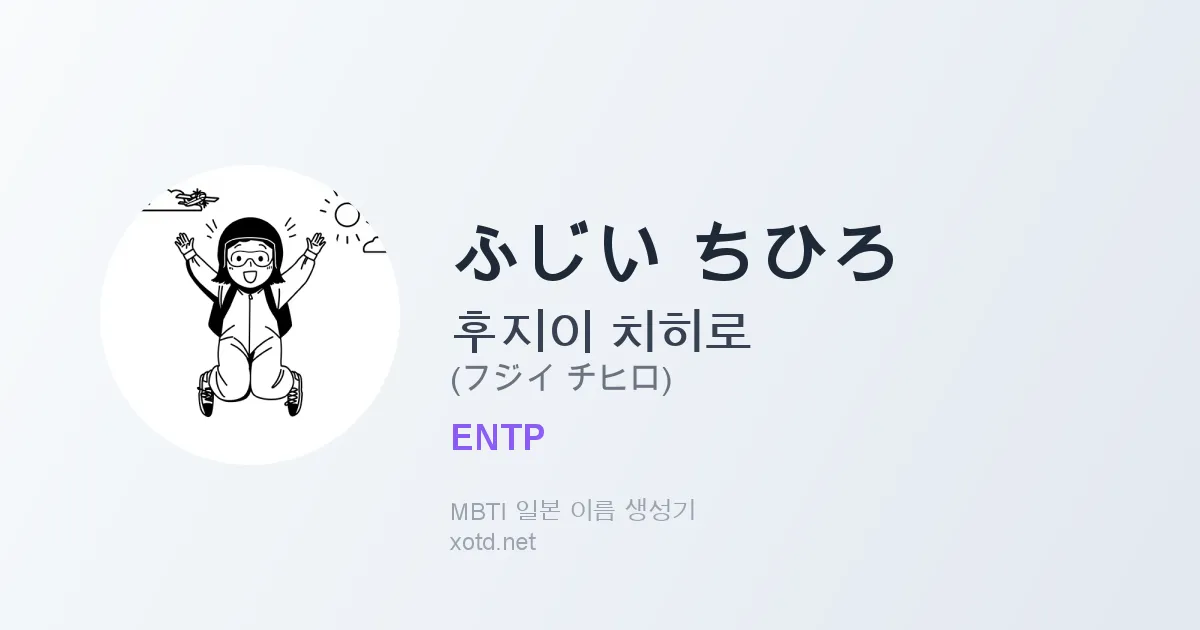 ふじい ちひろ
후지이 치히로
(フジイ チヒロ)
ENTP
MBTI 일본 이름 생성기
xotd.net